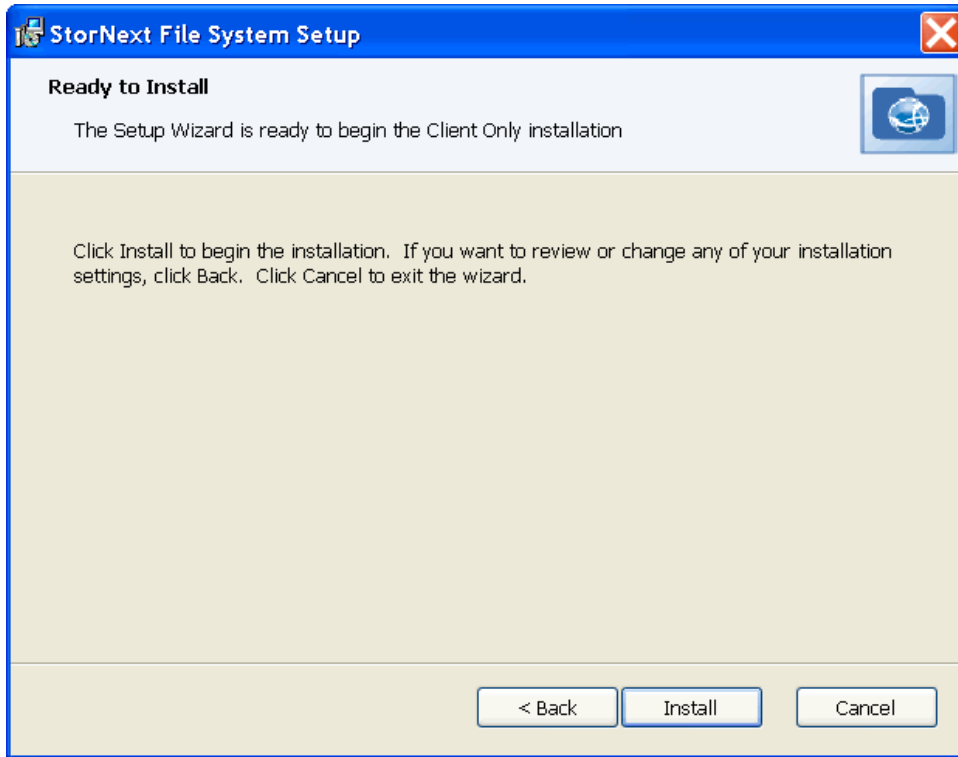 StorNext File System Setup
Ready to Install
The Setup Wizard is ready to begin the Client Only installation
Click Install to begin the installation.  If you want to review or change any of your installation
settings, click Back.  Click Cancel to exit the wizard.
< Back
Install
Cancel